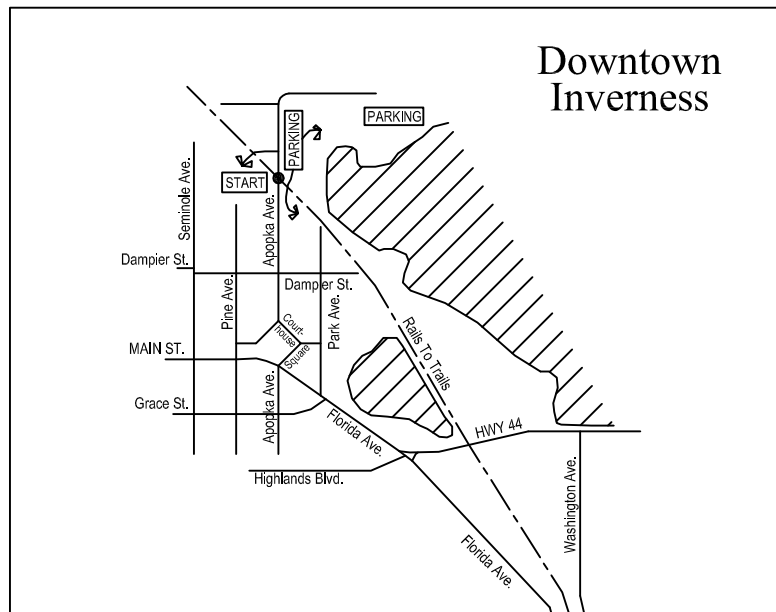 Downtown
Inverness
PARKING
PARKING
START
Seminole Ave.
Apopka Ave.
Dampier St.
Dampier St.
Pine Ave.
Court-
house
Square
Park Ave.
MAIN ST.
Rails To Trails
Grace St.
Apopka Ave.
Florida Ave.
HWY 44
Highlands Blvd.
Washington Ave.
Florida Ave.